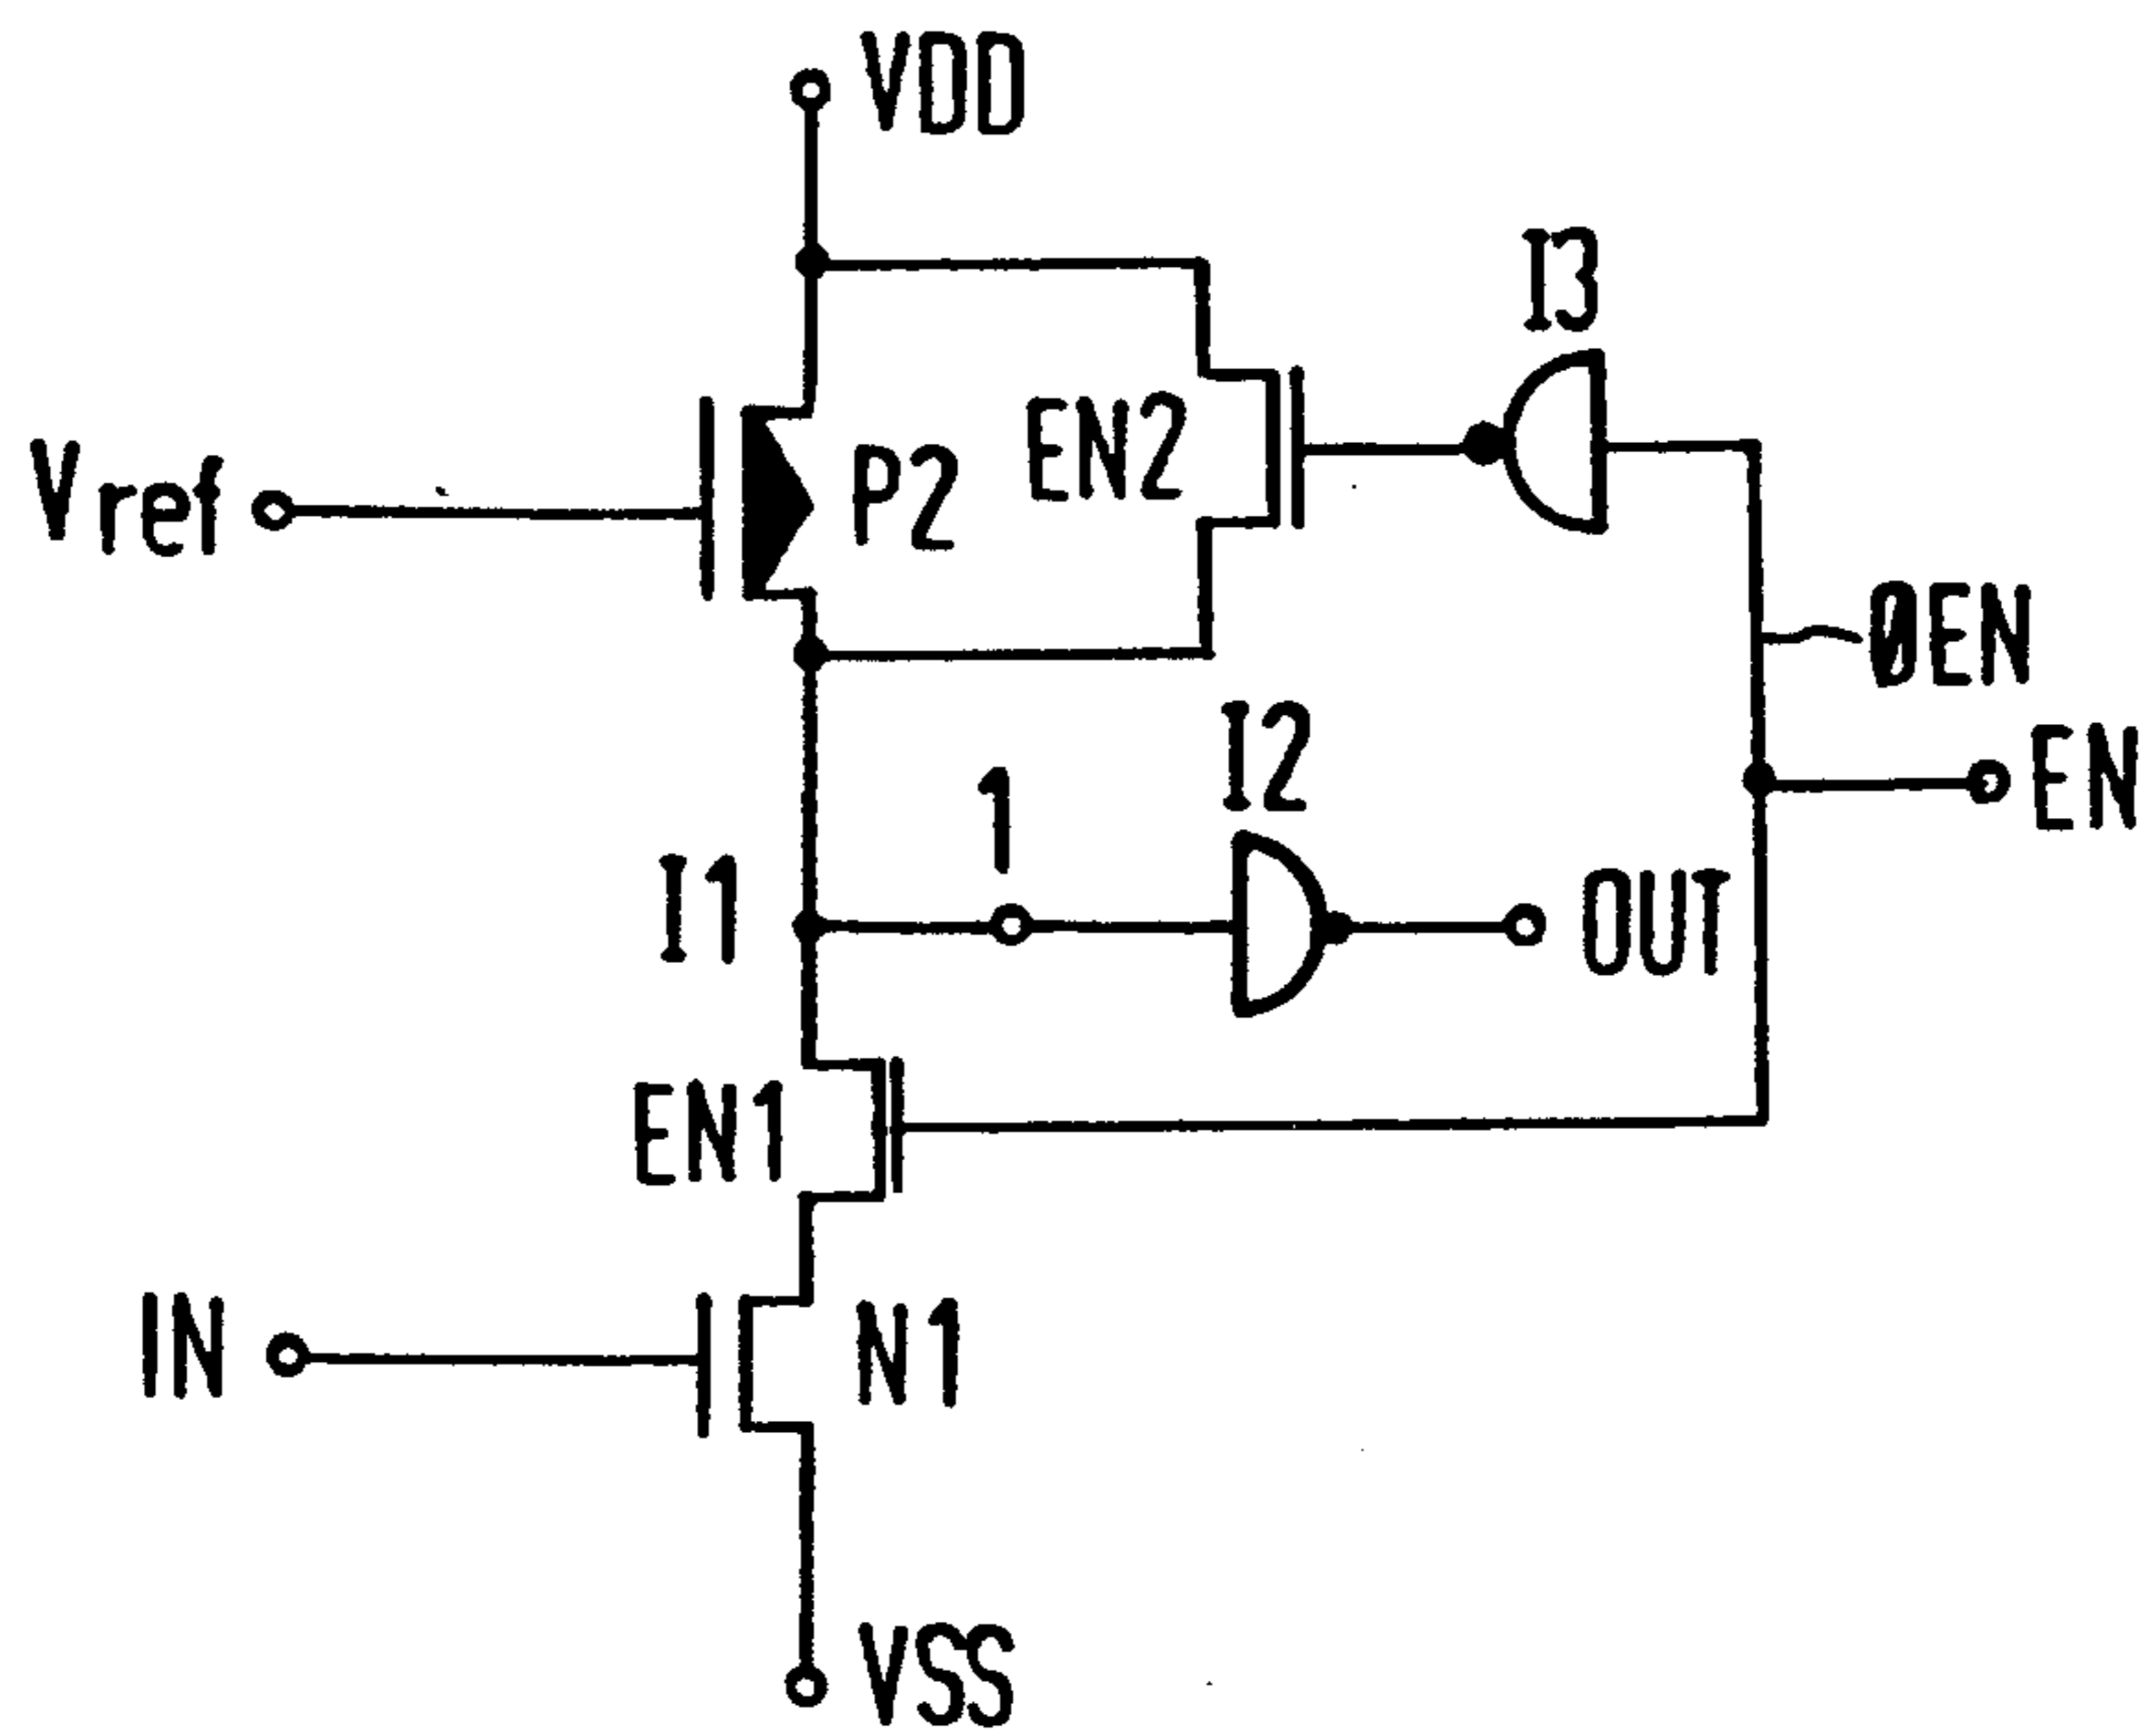 VDD
I3
Vref
P2
EN2
ØEN
EN
I2
1
I1
OUT
EN1
IN
N1
VSS